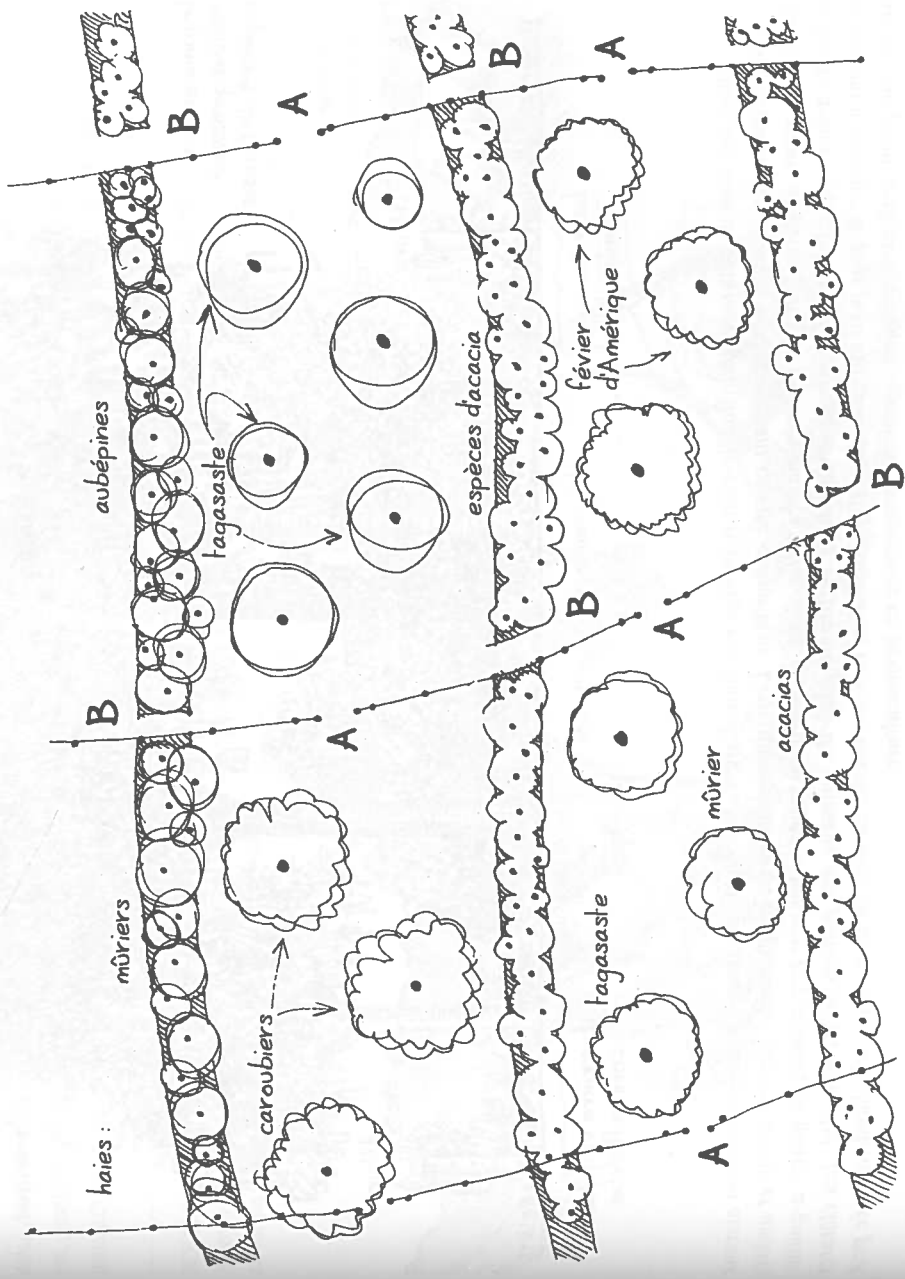 haies :
mûriers
B
aubépines
B
tagasaste
caroubiers
A
A
espèces d'acacia
B
févier
d'Amérique
B
A
tagasaste
A
A
mûrier
acacias
B